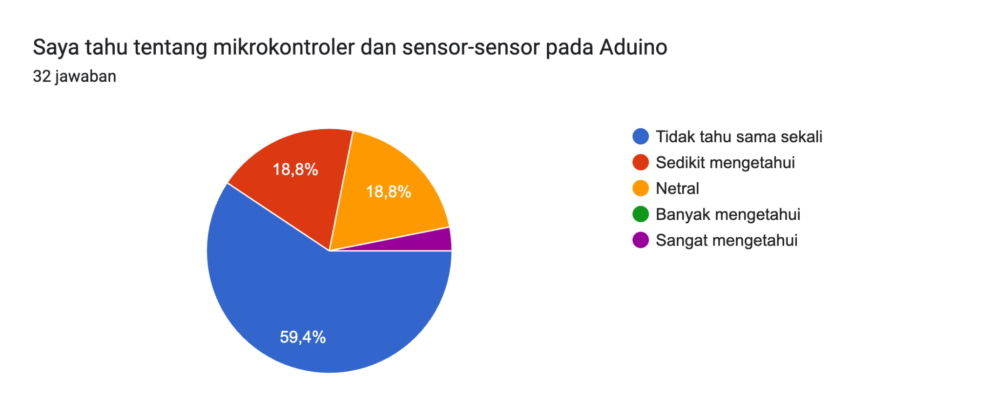 Saya tahu tentang mikrokontroler dan sensor-sensor pada Aduino
32 jawaban
18,8%
18,8%
59,4%
Tidak tahu sama sekali
Sedikit mengetahui
Netral
Banyak mengetahui
Sangat mengetahui